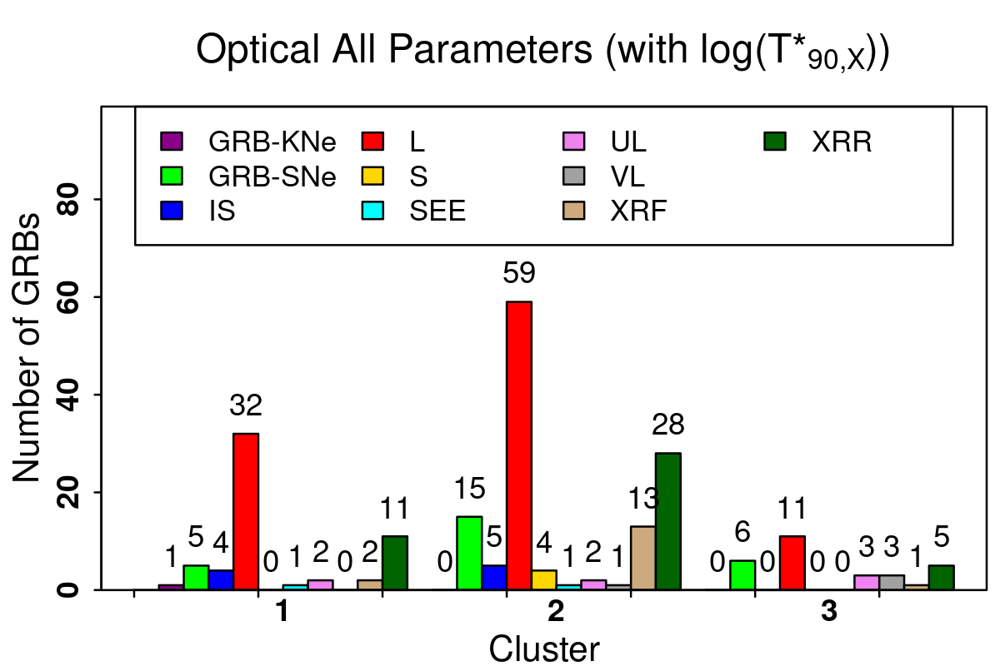 Optical All Parameters (with log(T*90,X))
GRB-KNe L UL XRR
GRB-SNe S VL
IS SEE XRF
Number of GRBs
80
60
40
20
0
1 5 4 32 0 1 2 0 2 11
0 15 5 59 4 1 2 1 13 28
0 6 0 11 0 0 3 3 1 5
1 2 3
Cluster